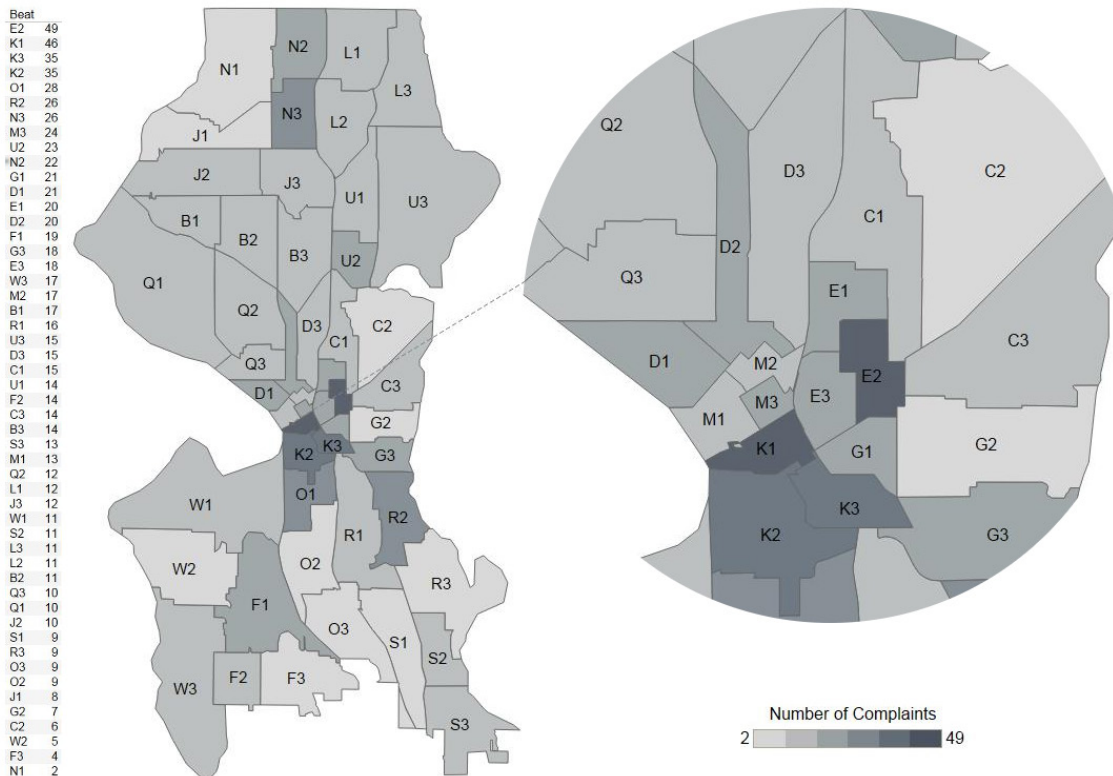 Beat
E2 49
K1 46
K3 35
K2 35
O1 28
R2 26
N3 26
M3 24
U2 23
N2 22
G1 21
D1 21
E1 20
D2 20
F1 19
G3 18
E3 18
W3 17
M2 17
B1 17
R1 16
U3 15
D3 15
C1 15
U1 14
F2 14
C3 14
B3 14
S3 13
M1 13
Q2 12
L1 12
J3 12
W1 11
S2 11
L3 11
L2 11
B2 11
Q3 10
Q1 10
J2 10
S1 9
R3 9
O3 9
O2 9
J1 8
G2 7
C2 6
W2 5
F3 4
N1 2
N2
L1
N1
L3
N3
L2
J1
J2
J3
U1
U3
B1
B2
B3
U2
Q1
Q2
D3
C2
C1
Q3
C3
D1
G2
K3
K2
G3
O1
W1
R2
R1
W2
O2
R3
F1
O3
S1
S2
F2
F3
W3
S3
Q2
D3
C2
C1
D2
Q3
E1
C3
D1
M2
E2
M3
E3
M1
G2
K1
G1
K3
K2
G3
Number of Complaints
2 49